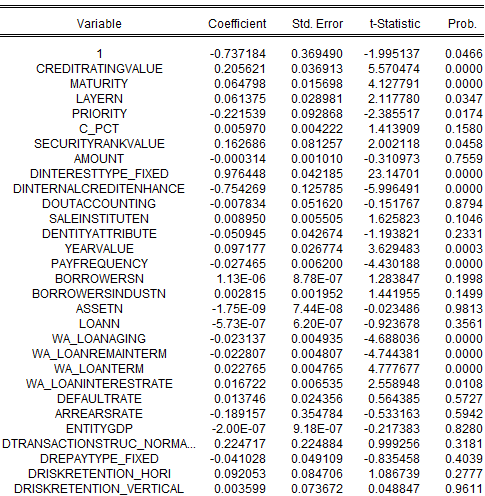 Variable Coefficient Std. Error t-Statistic Prob.
1 -0.737184 0.369490 -1.995137 0.0466
CREDITRATINGVALUE 0.205621 0.036913 5.570474 0.0000
MATURITY 0.064798 0.015698 4.127791 0.0000
LAYERN 0.061375 0.028981 2.117780 0.0347
PRIORITY -0.221539 0.092868 -2.385517 0.0174
C_PCT 0.005970 0.004222 1.413909 0.1580
SECURITYRANKVALUE 0.162686 0.081257 2.002118 0.0458
AMOUNT -0.000314 0.001010 -0.310973 0.7559
DINTERESTTYPE_FIXED 0.976448 0.042185 23.14701 0.0000
DINTERNALCREDITENHANCE -0.754269 0.125785 -5.996491 0.0000
DOUTACCOUNTING -0.007834 0.051620 -0.151767 0.8794
SALEINSTITUTEN 0.008950 0.005505 1.625823 0.1046
DENTITYATTRIBUTE -0.050945 0.042674 -1.193821 0.2331
YEARVALUE 0.097177 0.026774 3.629483 0.0003
PAYFREQUENCY -0.027465 0.006200 -4.430188 0.0000
BORROWERSN 1.13E-06 8.78E-07 1.283847 0.1998
BORROWERSINDUSTN 0.002815 0.001952 1.441955 0.1499
ASSETN -1.75E-09 7.44E-08 -0.023486 0.9813
LOANN -5.73E-07 6.20E-07 -0.923678 0.3561
WA_LOANAGING -0.023137 0.004935 -4.688036 0.0000
WA_LOANREMAINTERM -0.022807 0.004807 -4.744381 0.0000
WA_LOANTERM 0.022765 0.004765 4.777677 0.0000
WA_LOANINTERESTRATE 0.016722 0.006535 2.558948 0.0108
DEFAULTRATE 0.013746 0.024356 0.564385 0.5727
ARREARSRATE -0.189157 0.354784 -0.533163 0.5942
ENTITYGDP -2.00E-07 9.18E-07 -0.217383 0.8280
DTRANSACTIONSTRUC_NORMA... 0.224717 0.224884 0.999256 0.3181
DREPAYTYPE_FIXED -0.041028 0.049109 -0.835458 0.4039
DRISKRETENTION_HORI 0.092053 0.084706 1.086739 0.2777
DRISKRETENTION_VERTICAL 0.003599 0.073672 0.048847 0.9611